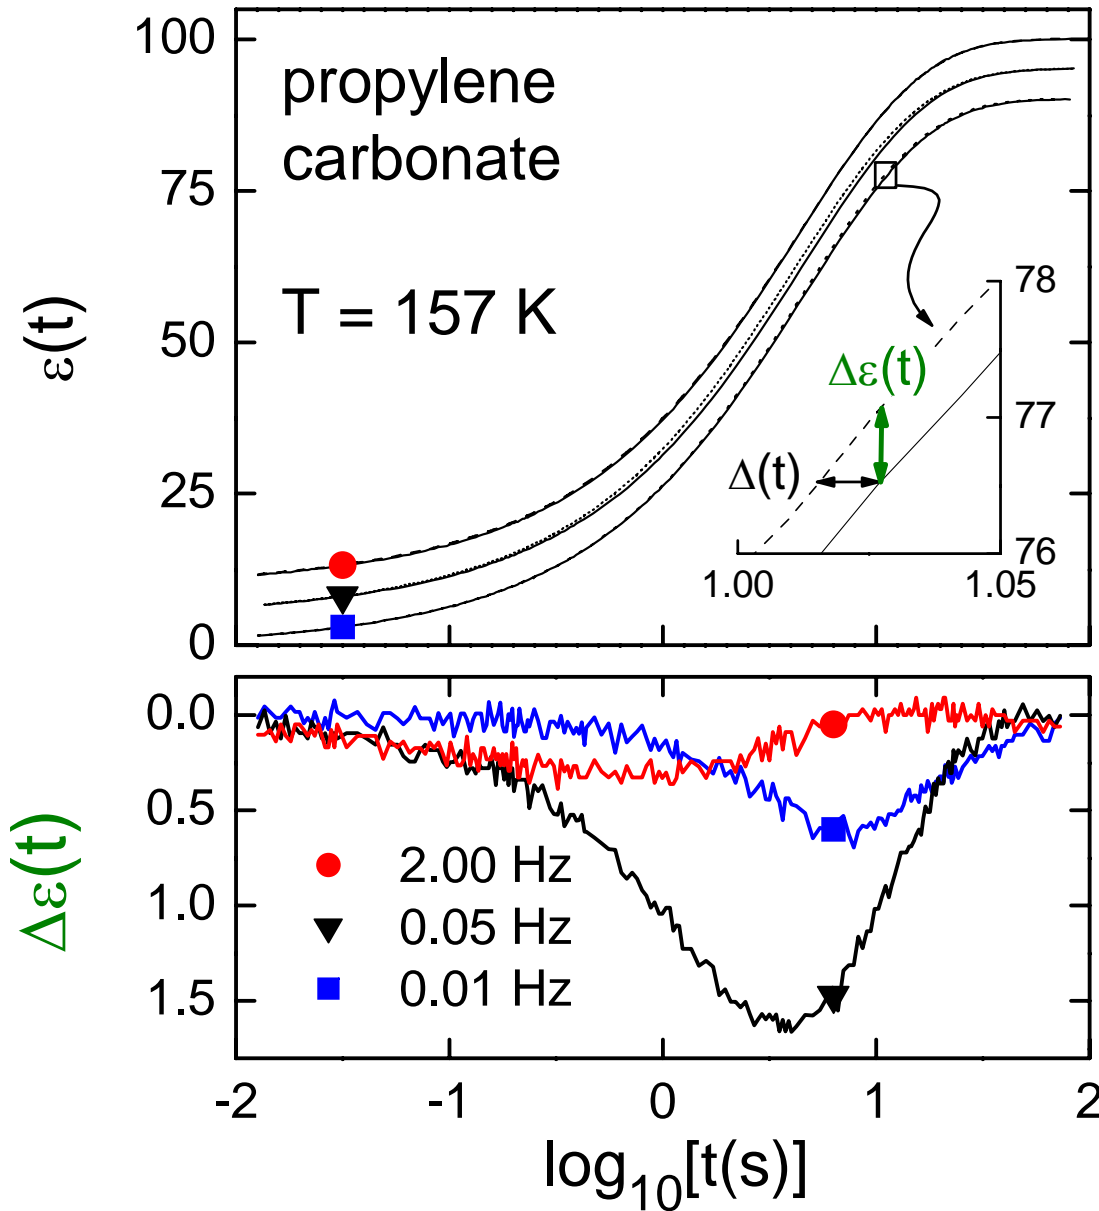 100
75
50
25
0
ε(t)
propylene
carbonate
T = 157 K
78
77
76
Δε(t)
Δ(t)
1.00
1.05
0.0
0.5
1.0
1.5
Δε(t)
2.00 Hz
0.05 Hz
0.01 Hz
-2
-1
0
1
2
log10[t(s)]